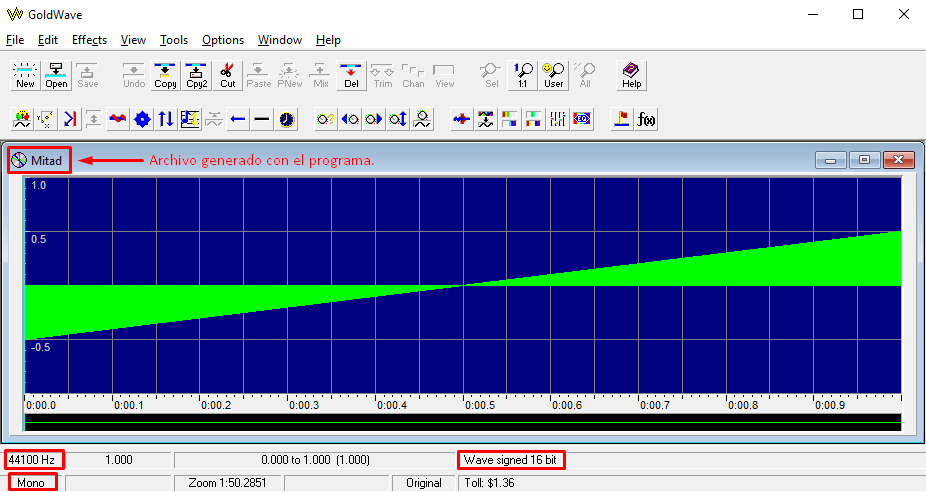 GoldWave
File Edit Effects View Tools Options Window Help
New Open Save Undo Copy Cpy2 Cut Paste PNew Mix Del Trim Chan View Sel 1:1 User All Help
f(x)
Mitad Archivo generado con el programa.
1.0
0.5
-0.5
0:00.0 0:00.1 0:00.2 0:00.3 0:00.4 0:00.5 0:00.6 0:00.7 0:00.8 0:00.9
44100 Hz 1.000 0.000 to 1.000 (1.000) Wave signed 16 bit
Mono Zoom 1:50.2851 Original Toll: $1.36